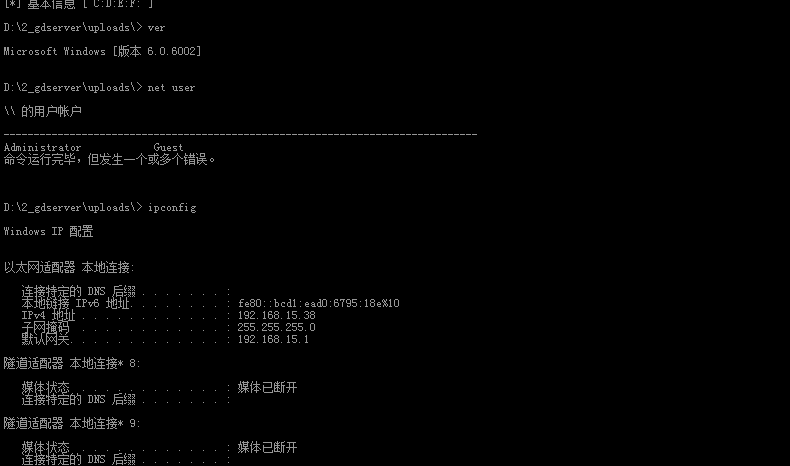 [*] 基本信息 [ C:D:E:F: ]
D:\2_gdserver\uploads\> ver
Microsoft Windows [版本 6.0.6002]
D:\2_gdserver\uploads\> net user
\\ 的用户帐户
-------------------------------------------------------------------------------
Administrator            Guest
命令运行完毕，但发生一个或多个错误。
D:\2_gdserver\uploads\> ipconfig
Windows IP 配置
以太网适配器 本地连接:
连接特定的 DNS 后缀 . . . . . . . :
本地链接 IPv6 地址. . . . . . . . : fe80::bcd1:ead0:6795:18e%10
IPv4 地址 . . . . . . . . . . . . : 192.168.15.38
子网掩码  . . . . . . . . . . . . : 255.255.255.0
默认网关. . . . . . . . . . . . . : 192.168.15.1
隧道适配器 本地连接* 8:
媒体状态  . . . . . . . . . . . . : 媒体已断开
连接特定的 DNS 后缀 . . . . . . . :
隧道适配器 本地连接* 9:
媒体状态  . . . . . . . . . . . . : 媒体已断开
连接特定的 DNS 后缀 . . . . . . . :